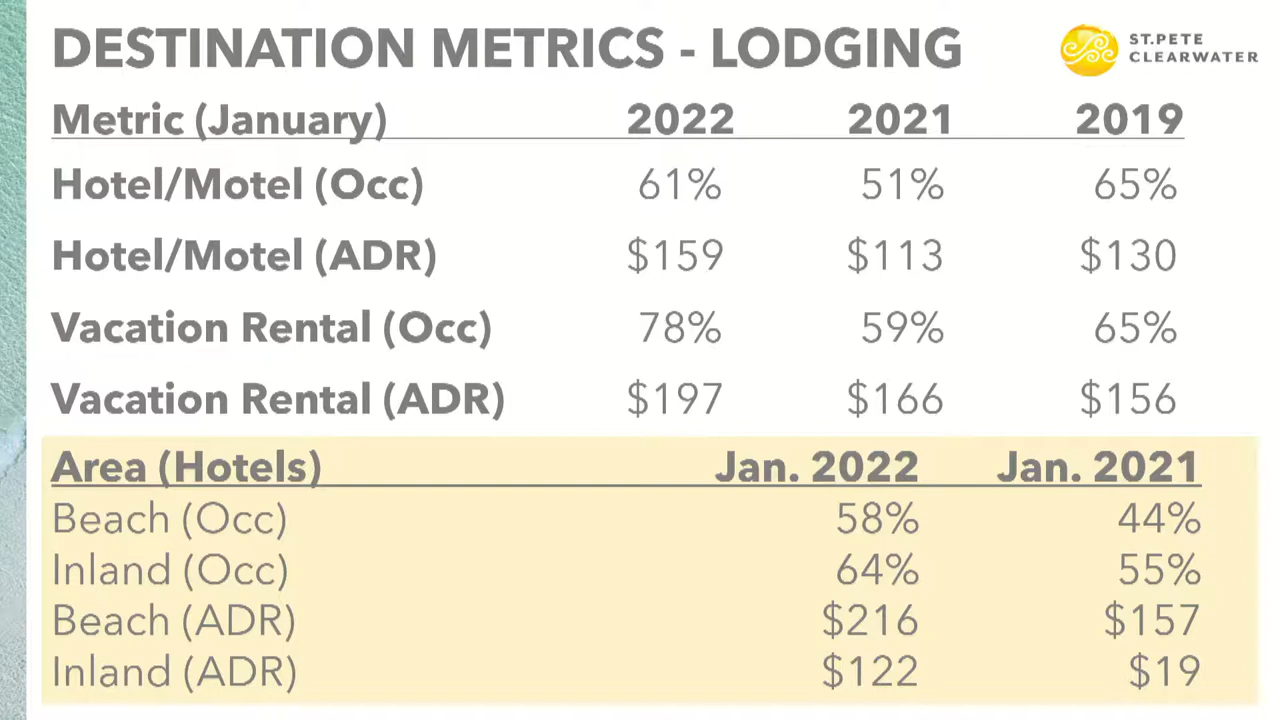 DESTINATION METRICS - LODGING
ST.PETE
CLEARWATER
Metric (January) 2022 2021 2019
Hotel/Motel (Occ) 61% 51% 65%
Hotel/Motel (ADR) $159 $113 $130
Vacation Rental (Occ) 78% 59% 65%
Vacation Rental (ADR) $197 $166 $156
Area (Hotels) Jan. 2022 Jan. 2021
Beach (Occ) 58% 44%
Inland (Occ) 64% 55%
Beach (ADR) $216 $157
Inland (ADR) $122 $19